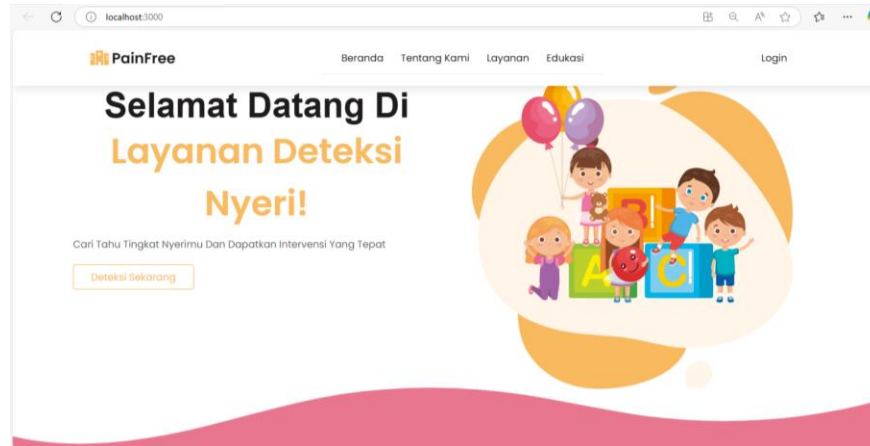 localhost:3000
PainFree
Beranda Tentang Kami Layanan Edukasi Login
Selamat Datang Di
Layanan Deteksi
Nyeri!
Cari Tahu Tingkat Nyerimu Dan Dapatkan Intervensi Yang Tepat
Deteksi Sekarang
B
A
C